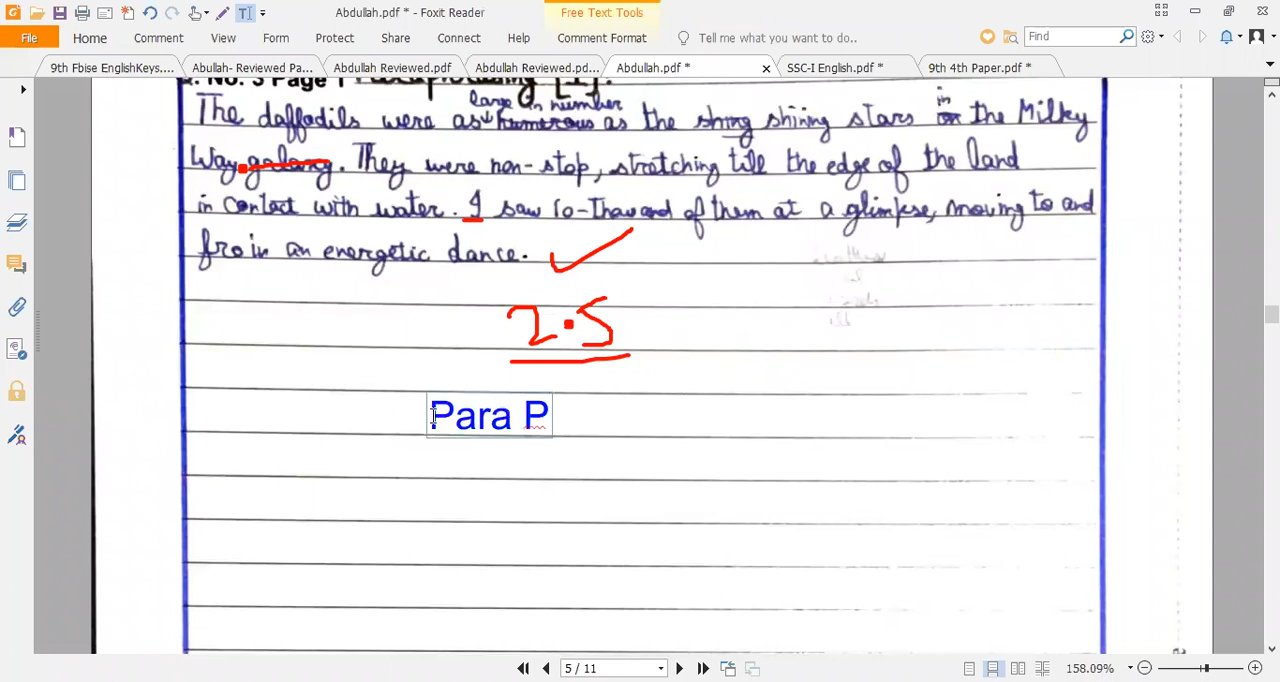 Abdullah.pdf * - Foxit Reader
Free Text Tools
File Home Comment View Form Protect Share Connect Help Comment Format Tell me what you want to do.. Find
9th Fbise EnglishKeys.... Abullah- Reviewed Pa... Abdullah Reviewed.pdf Abdullah Reviewed.pd... Abdullah.pdf * SSC-I English.pdf * 9th 4th Paper.pdf *
No. 3 Page 1
large in number
The daffodils were as numerous as the shing shining stars on in the Milky
Way galaxy. They were non-stop, stretching till the edge of the land
in contact with water. I saw 10-Thousand of them at a glimpse, moving to and
fro in an energetic dance.
2.5
Para P
5 / 11
158.09%